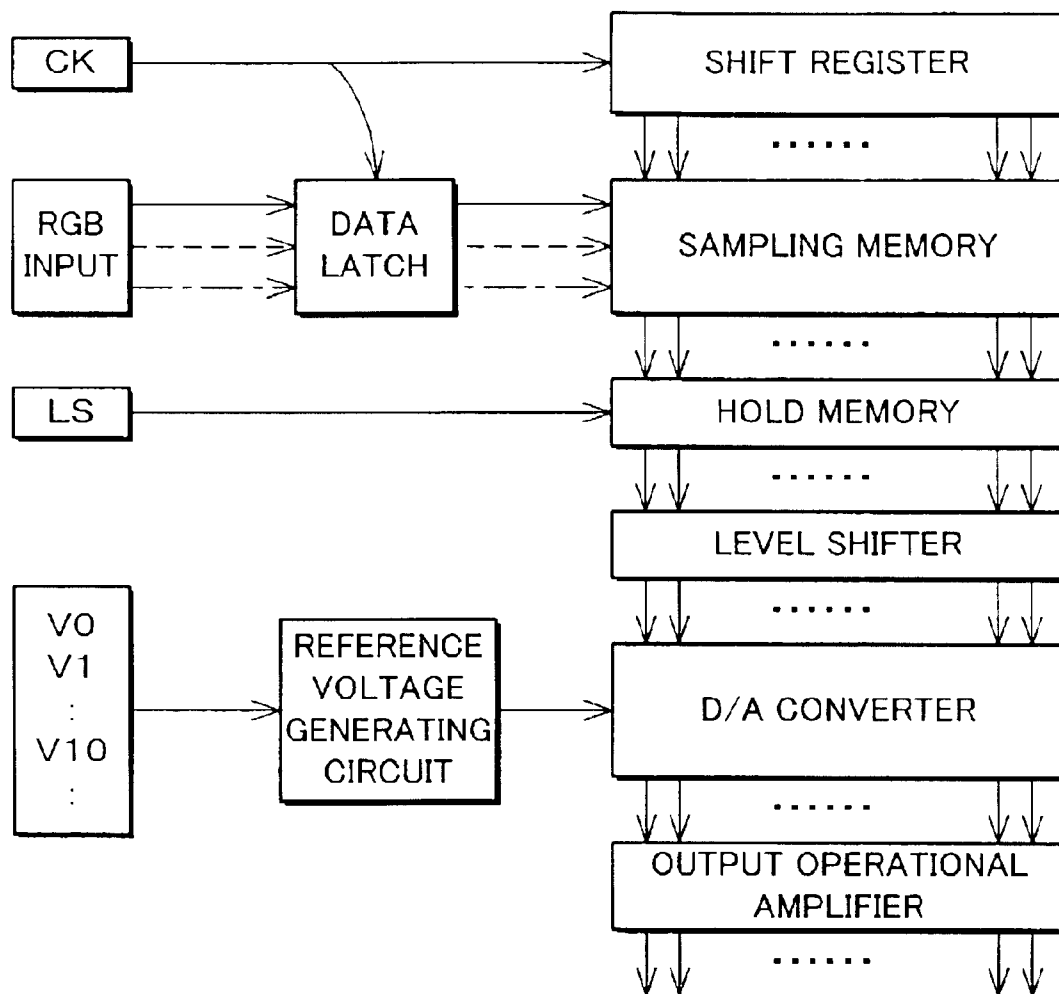 CK
SHIFT REGISTER
RGB
INPUT
DATA
LATCH
SAMPLING MEMORY
LS
HOLD MEMORY
LEVEL SHIFTER
V0
V1
:
V10
:
REFERENCE
VOLTAGE
GENERATING
CIRCUIT
D/A CONVERTER
OUTPUT OPERATIONAL
AMPLIFIER